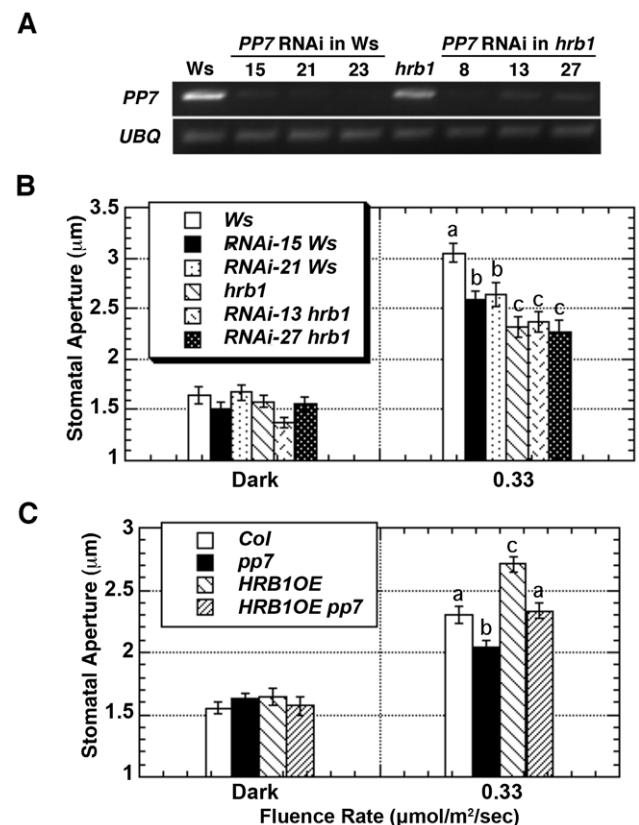 A
PP7 RNAi in Ws PP7 RNAi in hrb1
Ws 15 21 23 hrb1 8 13 27
PP7
UBQ
B
Stomatal Aperture (μm)
3.5
3
2.5
2
1.5
1
Ws
RNAi-15 Ws
RNAi-21 Ws
hrb1
RNAi-13 hrb1
RNAi-27 hrb1
a
b b
c c c
Dark 0.33
C
Stomatal Aperture (μm)
3
2.5
2
1.5
1
Col
pp7
HRB1OE
HRB1OE pp7
c
a a
b
Dark 0.33
Fluence Rate (μmol/m²/sec)